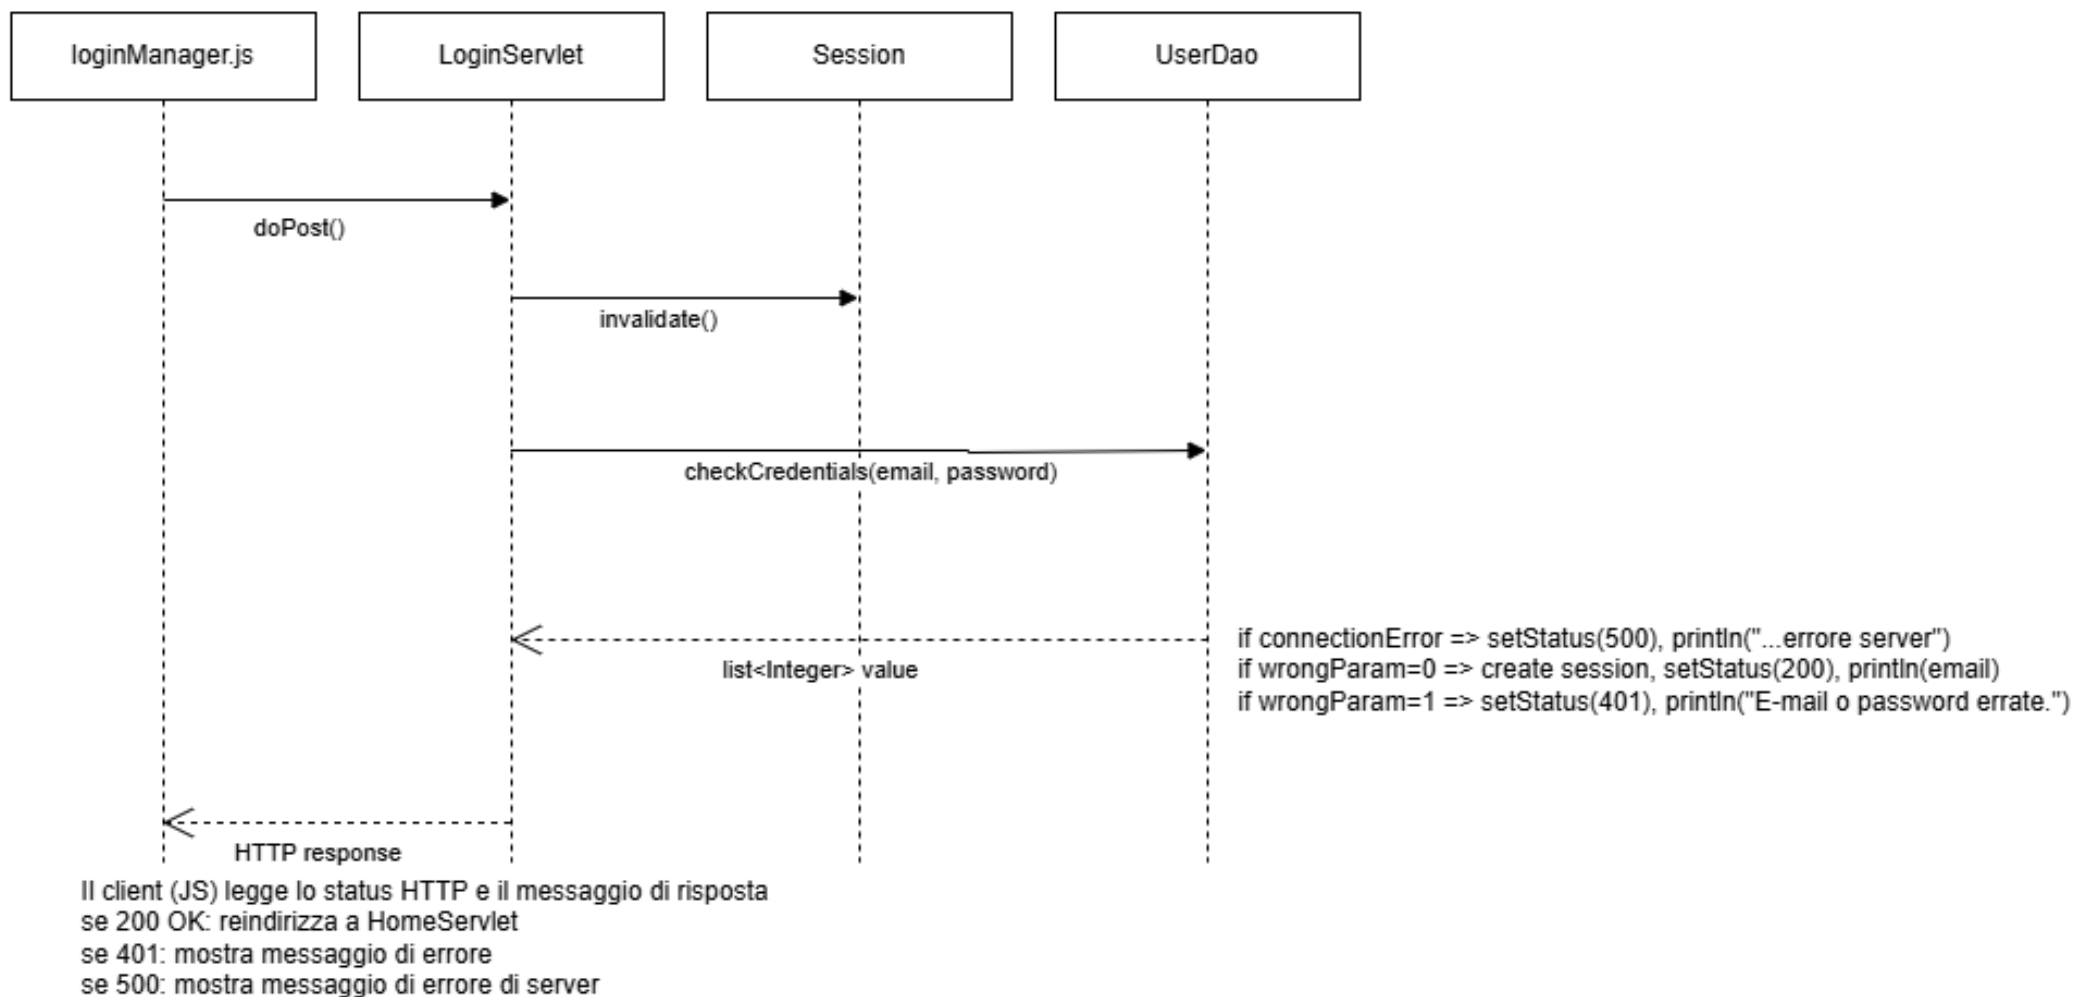 loginManager.js
LoginServlet
Session
UserDao
doPost()
invalidate()
checkCredentials(email, password)
list<Integer> value
if connectionError => setStatus(500), println("...errore server")
if wrongParam=0 => create session, setStatus(200), println(email)
if wrongParam=1 => setStatus(401), println("E-mail o password errate.")
HTTP response
Il client (JS) legge lo status HTTP e il messaggio di risposta
se 200 OK: reindirizza a HomeServlet
se 401: mostra messaggio di errore
se 500: mostra messaggio di errore di server